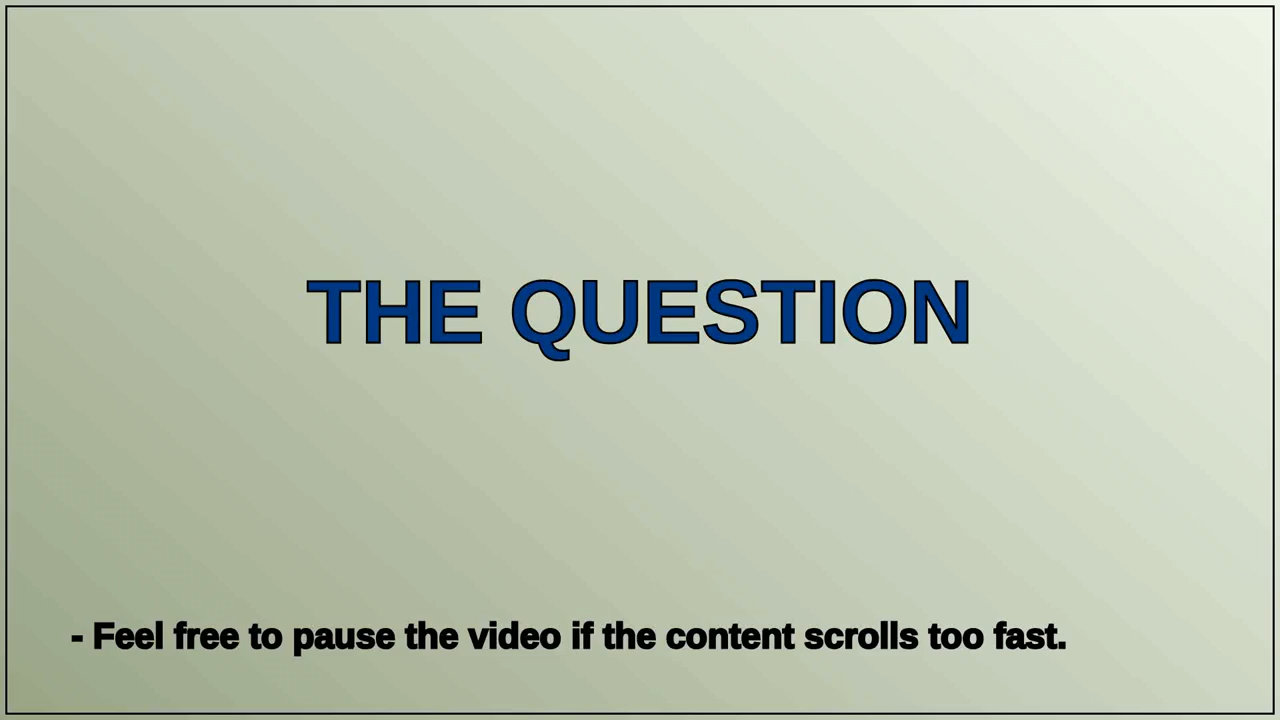 THE QUESTION
- Feel free to pause the video if the content scrolls too fast.